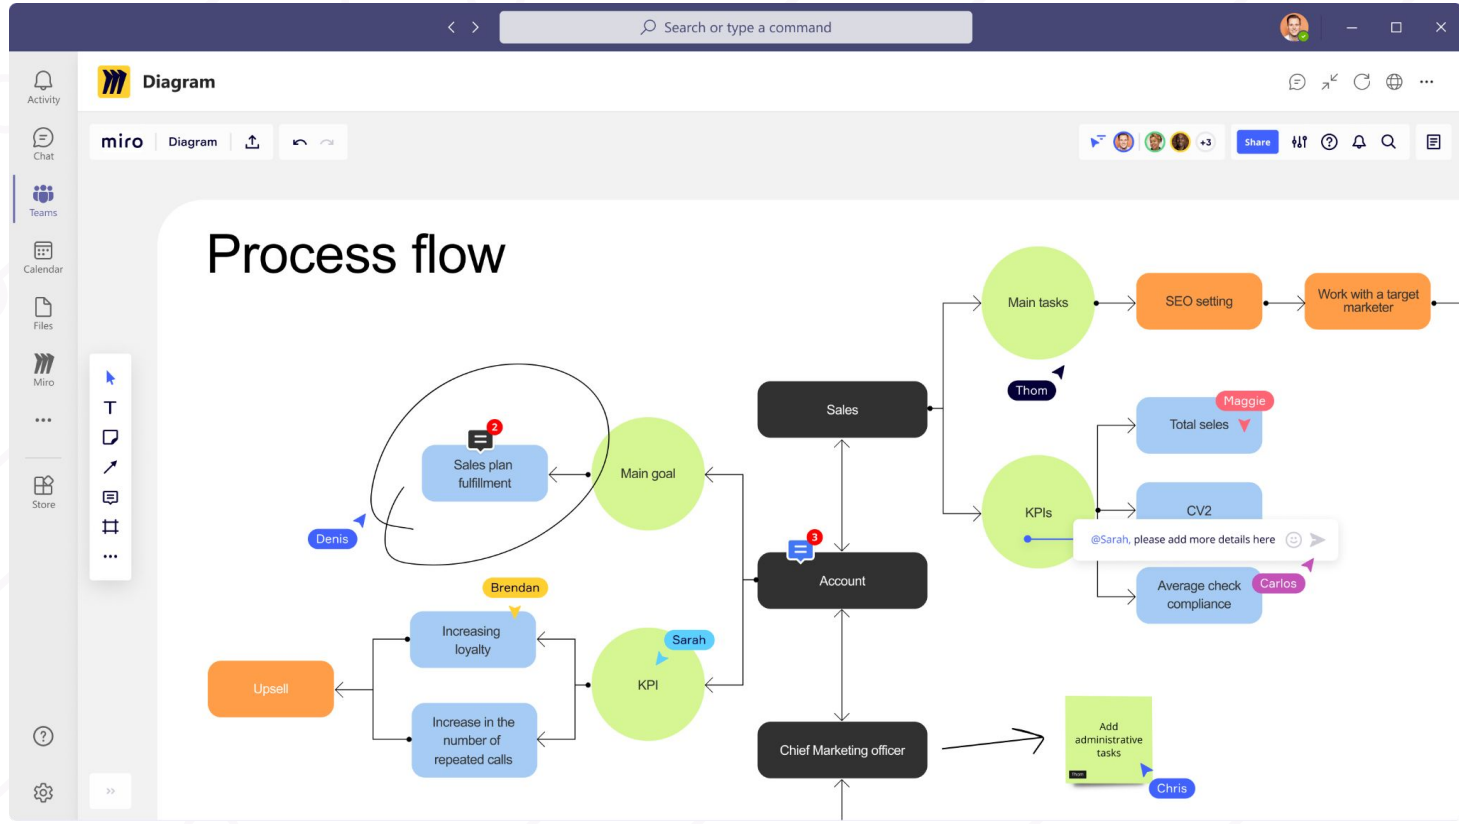 Search or type a command
Activity
Chat
Teams
Calendar
Files
Miro
Store
Diagram
miro
Diagram
+3
Share
Process flow
Main tasks
SEO setting
Work with a target
marketer
Thom
Sales
Maggie
Total seles
2
Sales plan
fulfillment
Main goal
Denis
KPIs
CV2
@Sarah, please add more details here
3
Account
Average check
compliance
Carlos
Brendan
Increasing
loyalty
Sarah
KPI
Upsell
Increase in the
number of
repeated calls
Chief Marketing officer
Add
administrative
tasks
Thom
Chris